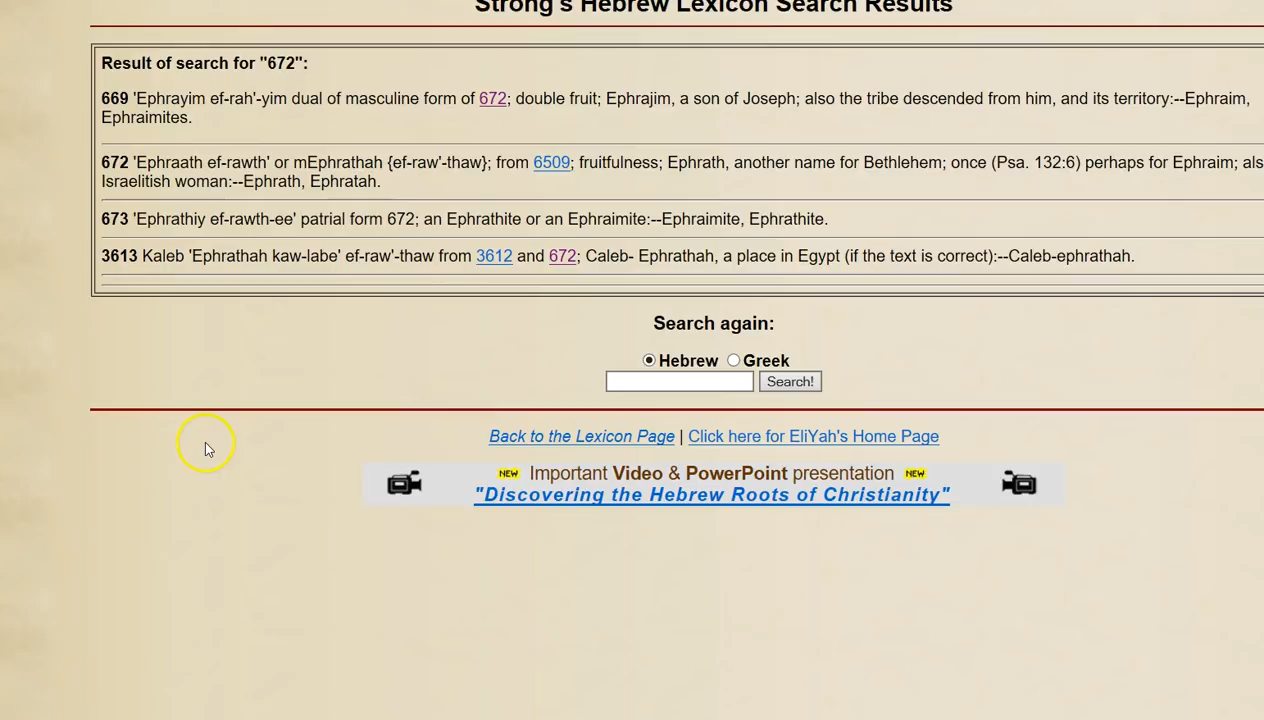 Strong's Hebrew Lexicon Search Results
Result of search for "672":
669 'Ephrayim ef-rah'-yim dual of masculine form of 672; double fruit; Ephrajim, a son of Joseph; also the tribe descended from him, and its territory:--Ephraim,
Ephraimites.
672 'Ephraath ef-rawth' or mEphrathah {ef-raw'-thaw}; from 6509; fruitfulness; Ephrath, another name for Bethlehem; once (Psa. 132:6) perhaps for Ephraim; als
Israelitish woman:--Ephrath, Ephratah.
673 'Ephrathiy ef-rawth-ee' patrial form 672; an Ephrathite or an Ephraimite:--Ephraimite, Ephrathite.
3613 Kaleb 'Ephrathah kaw-labe' ef-raw'-thaw from 3612 and 672; Caleb- Ephrathah, a place in Egypt (if the text is correct):--Caleb-ephrathah.
Search again:
Hebrew Greek
Search!
Back to the Lexicon Page | Click here for EliYah's Home Page
NEW Important Video & PowerPoint presentation NEW
"Discovering the Hebrew Roots of Christianity"